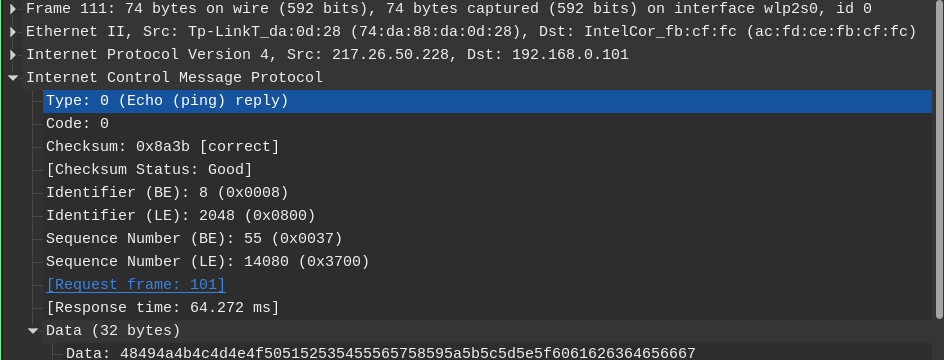 Frame 111: 74 bytes on wire (592 bits), 74 bytes captured (592 bits) on interface wlp2s0, id 0
Ethernet II, Src: Tp-LinkT_da:0d:28 (74:da:88:da:0d:28), Dst: IntelCor_fb:cf:fc (ac:fd:ce:fb:cf:fc)
Internet Protocol Version 4, Src: 217.26.50.228, Dst: 192.168.0.101
Internet Control Message Protocol
Type: 0 (Echo (ping) reply)
Code: 0
Checksum: 0x8a3b [correct]
[Checksum Status: Good]
Identifier (BE): 8 (0x0008)
Identifier (LE): 2048 (0x0800)
Sequence Number (BE): 55 (0x0037)
Sequence Number (LE): 14080 (0x3700)
[Request frame: 101]
[Response time: 64.272 ms]
Data (32 bytes)
Data: 48494a4b4c4d4e4f505152535455565758595a5b5c5d5e5f6061626364656667